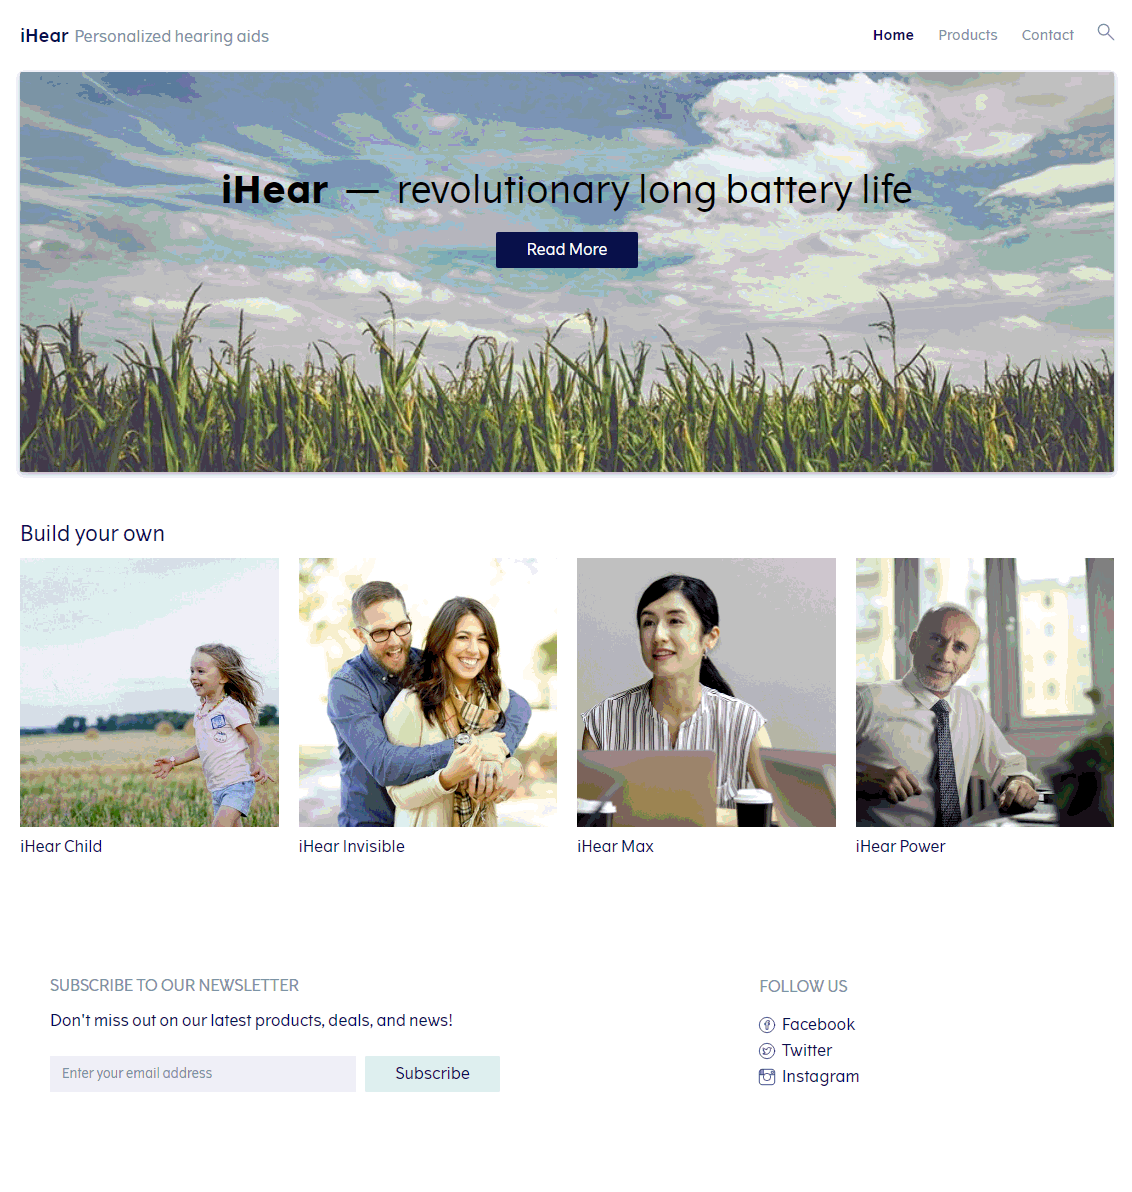 iHear Personalized hearing aids
Home Products Contact
iHear — revolutionary long battery life
Read More
Build your own
iHear Child
iHear Invisible
iHear Max
iHear Power
SUBSCRIBE TO OUR NEWSLETTER
Don't miss out on our latest products, deals, and news!
Enter your email address
Subscribe
FOLLOW US
Facebook
Twitter
Instagram